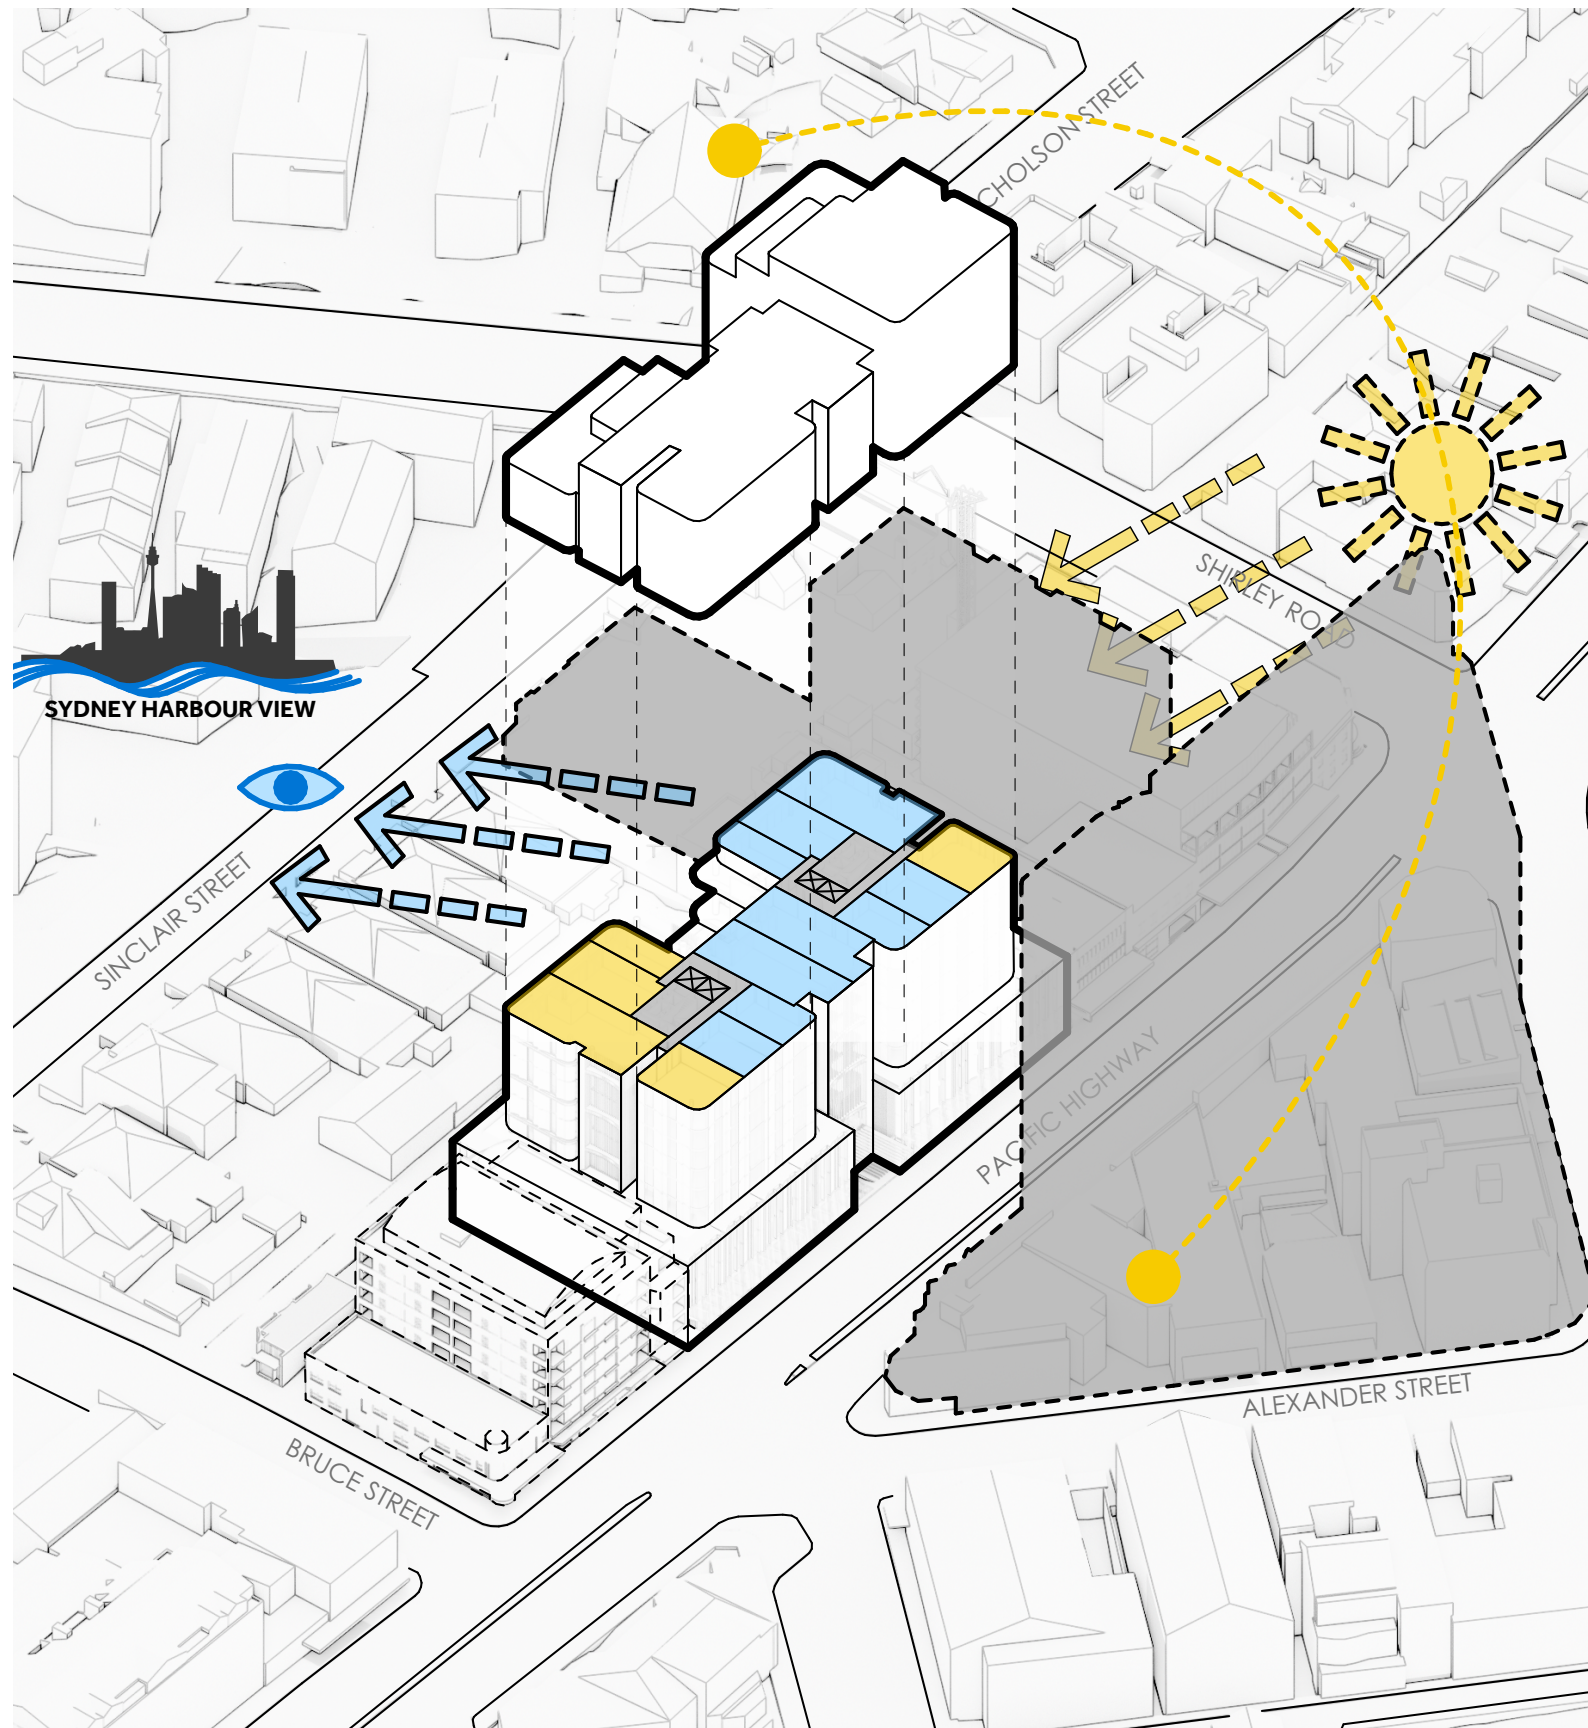 CHOLSON STREET
SHIRLEY RO
SYDNEY HARBOUR VIEW
SINCLAIR STREET
PACIFIC HIGHWAY
ALEXANDER STREET
BRUCE STREET